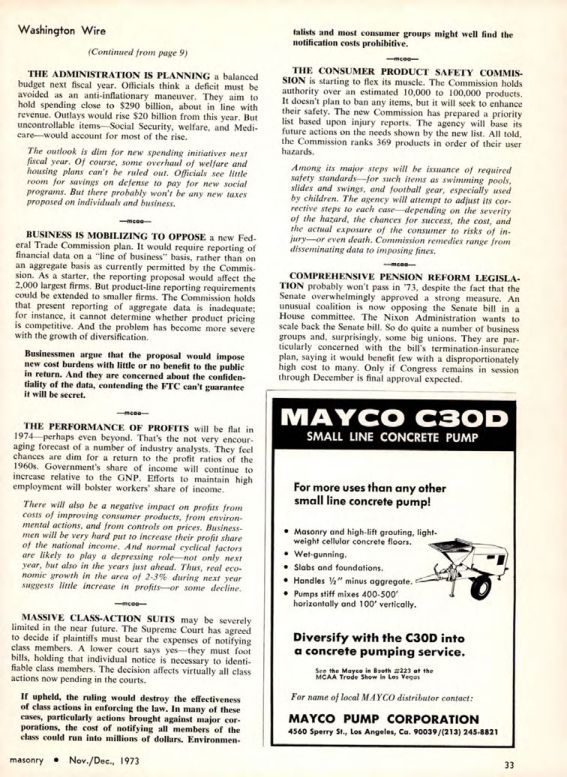 Washington Wire
(Continued from page 9)
THE ADMINISTRATION IS PLANNING a balanced
budget next fiscal year. Officials think a deficit must be
avoided as an anti-inflationary maneuver. They aim to
hold spending close to $290 billion, about in line with
revenue. Outlays would rise $20 billion from this year. But
uncontrollable items—Social Security, welfare, and Medi-
care—would account for most of the rise.
The outlook is dim for new spending initiatives next
fiscal year. Of course, some overhaul of welfare and
housing plans can't be ruled out. Officials see little
room for savings on defense to pay for new social
programs. But there probably won't be any new taxes
proposed on individuals and business.
—mcaa—
BUSINESS IS MOBILIZING TO OPPOSE a new Fed-
eral Trade Commission plan. It would require reporting of
financial data on a "line of business" basis, rather than on
an aggregate basis as currently permitted by the Commis-
sion. As a starter, the reporting proposal would affect the
2,000 largest firms. But product-line reporting requirements
could be extended to smaller firms. The Commission holds
that present reporting of aggregate data is inadequate;
for instance, it cannot determine whether product pricing
is competitive. And the problem has become more severe
with the growth of diversification.
Businessmen argue that the proposal would impose
new cost burdens with little or no benefit to the public
in return. And they are concerned about the confiden-
tiality of the data, contending the FTC can't guarantee
it will be secret.
—mcaa—
THE PERFORMANCE OF PROFITS will be flat in
1974—perhaps even beyond. That's the not very encour-
aging forecast of a number of industry analysts. They feel
chances are dim for a return to the profit ratios of the
1960s. Government's share of income will continue to
increase relative to the GNP. Efforts to maintain high
employment will bolster workers' share of income.
There will also be a negative impact on profits from
costs of improving consumer products, from environ-
mental actions, and from controls on prices. Business-
men will be very hard put to increase their profit share
of the national income. And normal cyclical factors
are likely to play a depressing role—not only next
year, but also in the years just ahead. Thus, real eco-
nomic growth in the area of 2-3% during next year
suggests little increase in profits—or some decline.
—mcaa—
MASSIVE CLASS-ACTION SUITS may be severely
limited in the near future. The Supreme Court has agreed
to decide if plaintiffs must bear the expenses of notifying
class members. A lower court says yes—they must foot
bills, holding that individual notice is necessary to identi-
fiable class members. The decision affects virtually all class
actions now pending in the courts.
If upheld, the ruling would destroy the effectiveness
of class actions in enforcing the law. In many of these
cases, particularly actions brought against major cor-
porations, the cost of notifying all members of the
class could run into millions of dollars. Environmen-
talists and most consumer groups might well find the
notification costs prohibitive.
—mcaa—
THE CONSUMER PRODUCT SAFETY COMMIS-
SION is starting to flex its muscle. The Commission holds
authority over an estimated 10,000 to 100,000 products.
It doesn't plan to ban any items, but it will seek to enhance
their safety. The new Commission has prepared a priority
list based upon injury reports. The agency will base its
future actions on the needs shown by the new list. All told,
the Commission ranks 369 products in order of their user
hazards.
Among its major steps will be issuance of required
safety standards—for such items as swimming pools,
slides and swings, and football gear, especially used
by children. The agency will attempt to adjust its cor-
rective steps to each case—depending on the severity
of the hazard, the chances for success, the cost, and
the actual exposure of the consumer to risks of in-
jury—or even death. Commission remedies range from
disseminating data to imposing fines.
—mcaa—
COMPREHENSIVE PENSION REFORM LEGISLA-
TION probably won't pass in '73, despite the fact that the
Senate overwhelmingly approved a strong measure. An
unusual coalition is now opposing the Senate bill in a
House committee. The Nixon Administration wants to
scale back the Senate bill. So do quite a number of business
groups and, surprisingly, some big unions. They are par-
ticularly concerned with the bill's termination-insurance
plan, saying it would benefit few with a disproportionately
high cost to many. Only if Congress remains in session
through December is final approval expected.
MAYCO C30D
SMALL LINE CONCRETE PUMP
For more uses than any other
small line concrete pump!
• Masonry and high-lift grouting, light-
weight cellular concrete floors.
• Wet-gunning.
• Slabs and foundations.
• Handles ½" minus aggregate.
• Pumps stiff mixes 400-500'
horizontally and 100' vertically.
Diversify with the C30D into
a concrete pumping service.
See the Mayco in Booth #223 at the
MCAA Trade Show in Las Vegas
For name of local MAYCO distributor contact:
MAYCO PUMP CORPORATION
4560 Sperry St., Los Angeles, Ca. 90039/(213) 245-8821
masonry • Nov./Dec., 1973
33